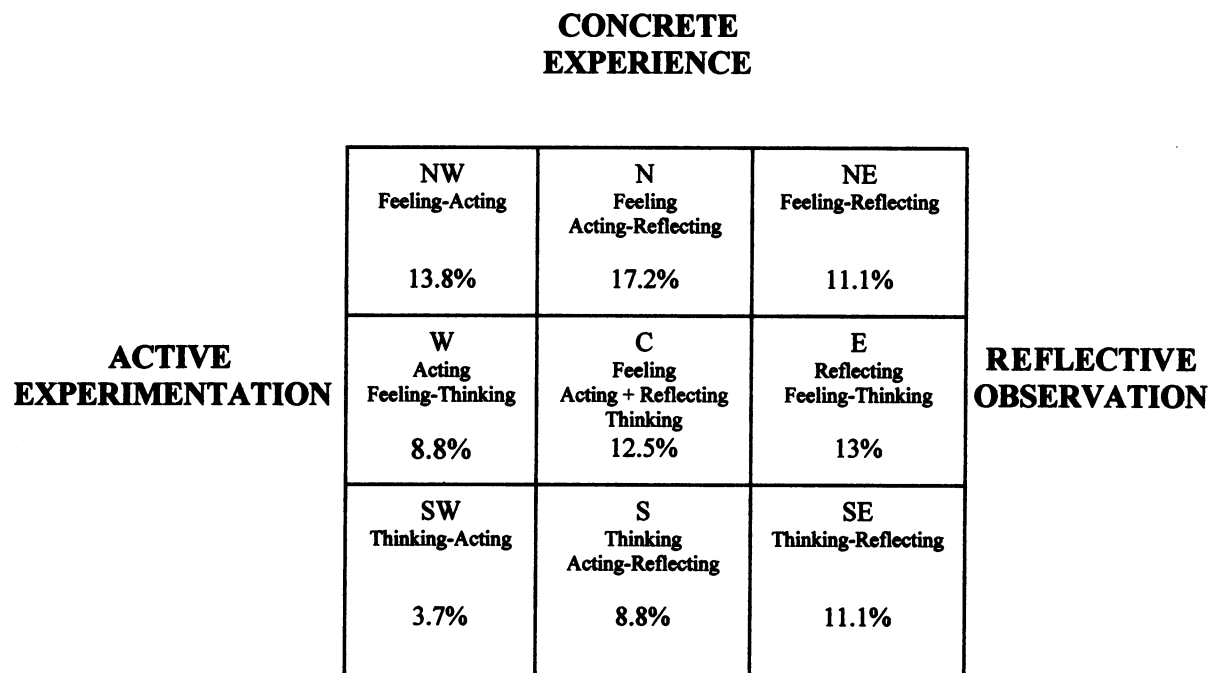 CONCRETE
EXPERIENCE
NW
Feeling-Acting
13.8%
N
Feeling
Acting-Reflecting
17.2%
NE
Feeling-Reflecting
11.1%
ACTIVE
EXPERIMENTATION
W
Acting
Feeling-Thinking
8.8%
C
Feeling
Acting + Reflecting
Thinking
12.5%
E
Reflecting
Feeling-Thinking
13%
REFLECTIVE
OBSERVATION
SW
Thinking-Acting
3.7%
S
Thinking
Acting-Reflecting
8.8%
SE
Thinking-Reflecting
11.1%